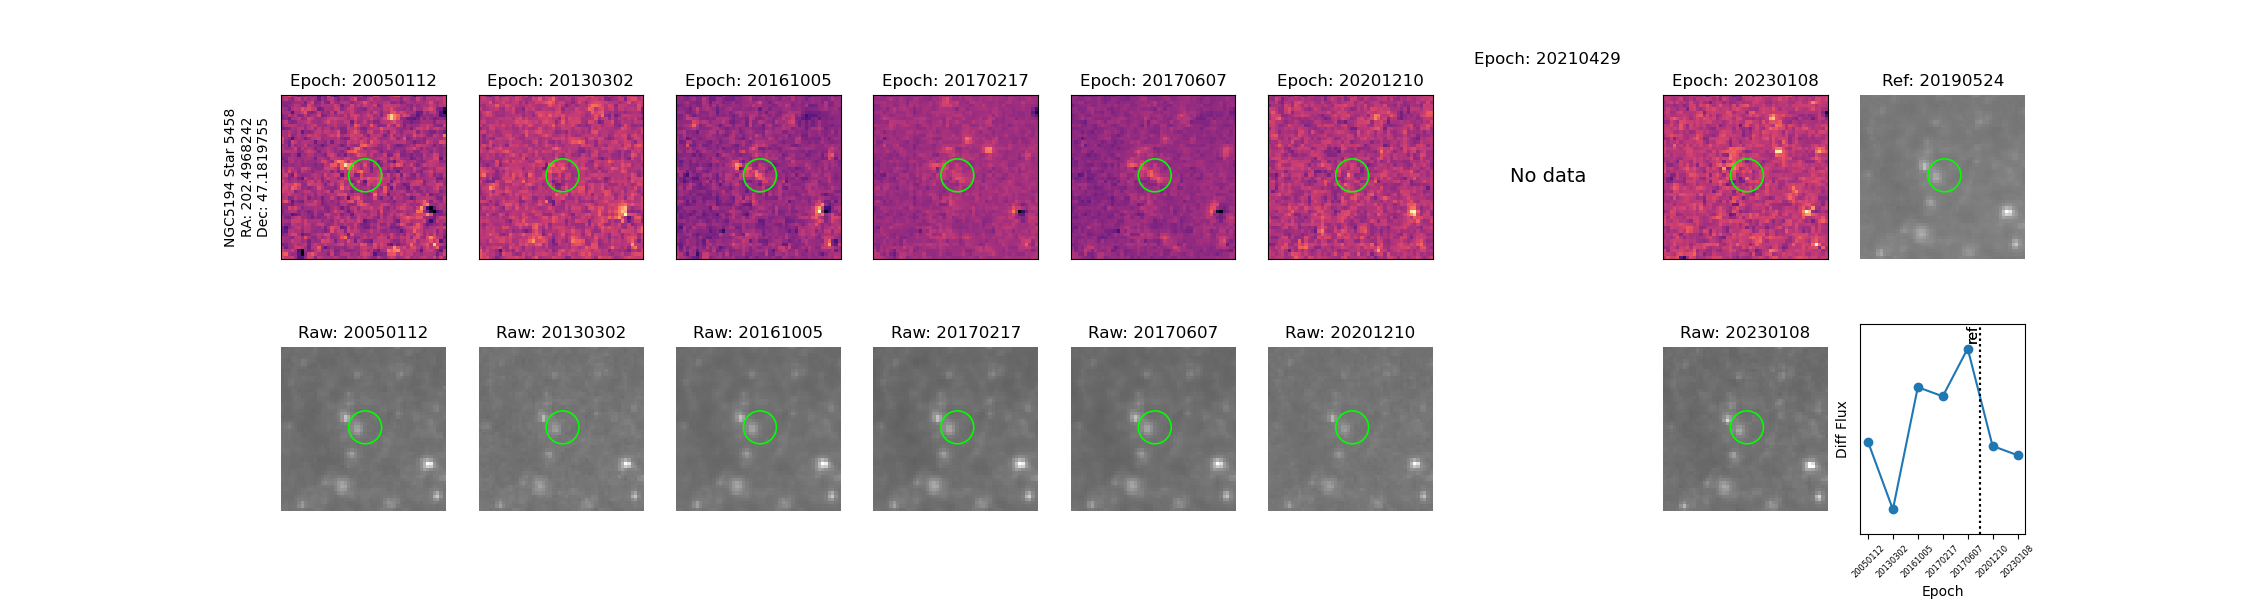 Epoch: 20050112
Epoch: 20130302
Epoch: 20161005
Epoch: 20170217
Epoch: 20170607
Epoch: 20201210
Epoch: 20210429
Epoch: 20230108
Ref: 20190524
NGC5194 Star 5458
RA: 202.4968242
Dec: 47.1819755
No data
Raw: 20050112
Raw: 20130302
Raw: 20161005
Raw: 20170217
Raw: 20170607
Raw: 20201210
Raw: 20230108
ref
Diff Flux
20050112
20130302
20161005
20170217
20170607
20201210
20230108
Epoch